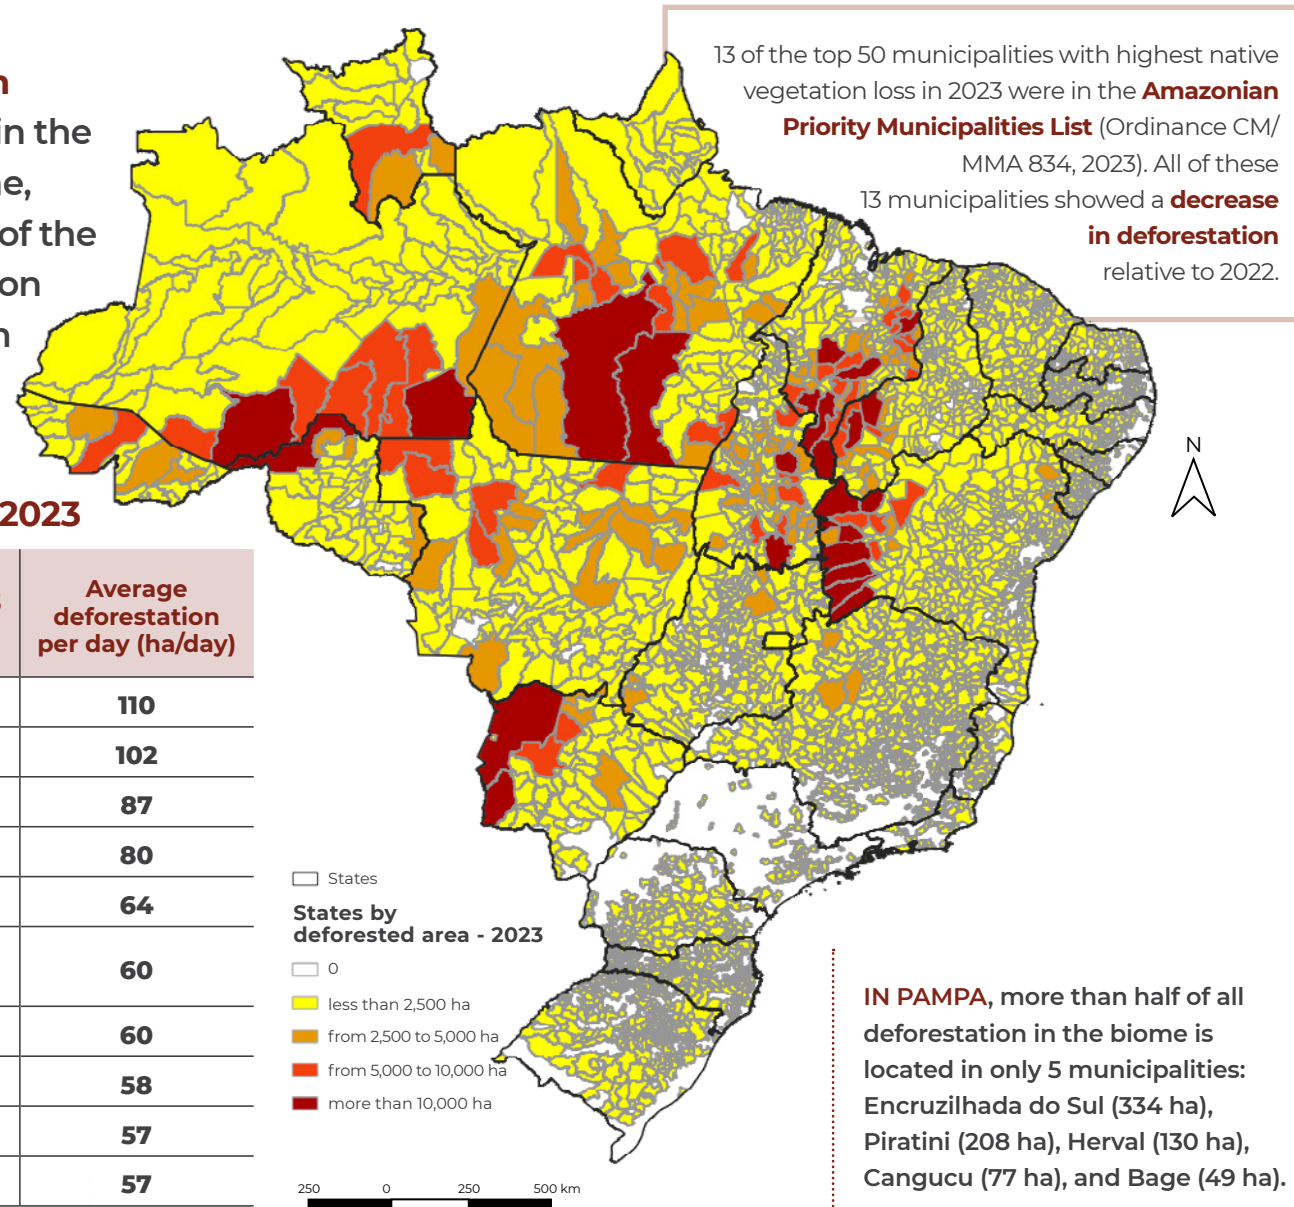 n
in the
ne,
of the
on
n
13 of the top 50 municipalities with highest native
vegetation loss in 2023 were in the Amazonian
Priority Municipalities List (Ordinance CM/
MMA 834, 2023). All of these
13 municipalities showed a decrease
in deforestation
relative to 2022.
N
2023
Average
deforestation
per day (ha/day)
110
102
87
80
64
60
60
58
57
57
States
States by
deforested area - 2023
0
less than 2,500 ha
from 2,500 to 5,000 ha
from 5,000 to 10,000 ha
more than 10,000 ha
250 0 250 500 km
IN PAMPA, more than half of all
deforestation in the biome is
located in only 5 municipalities:
Encruzilhada do Sul (334 ha),
Piratini (208 ha), Herval (130 ha),
Cangucu (77 ha), and Bage (49 ha).